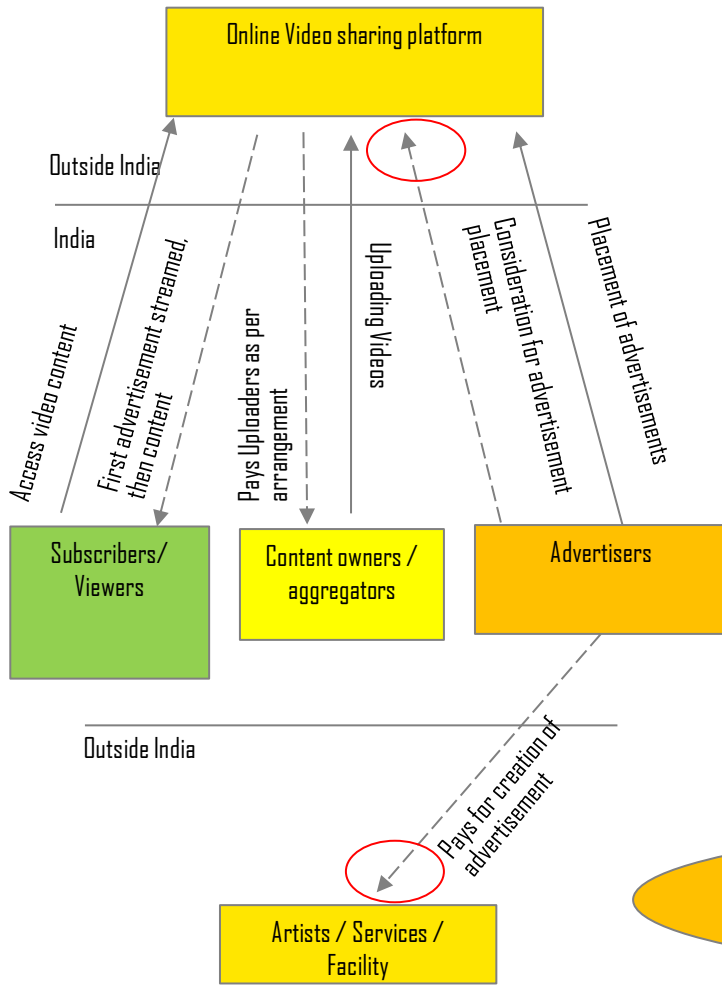 Online Video sharing platform
Outside India
India
Access video content
First advertisement streamed,
then content
Pays Uploaders as per
arrangement
Uploading Videos
Consideration for advertisement
placement
Placement of advertisements
Subscribers/
Viewers
Content owners /
aggregators
Advertisers
Outside India
Pays for creation of
advertisement
Artists / Services /
Facility